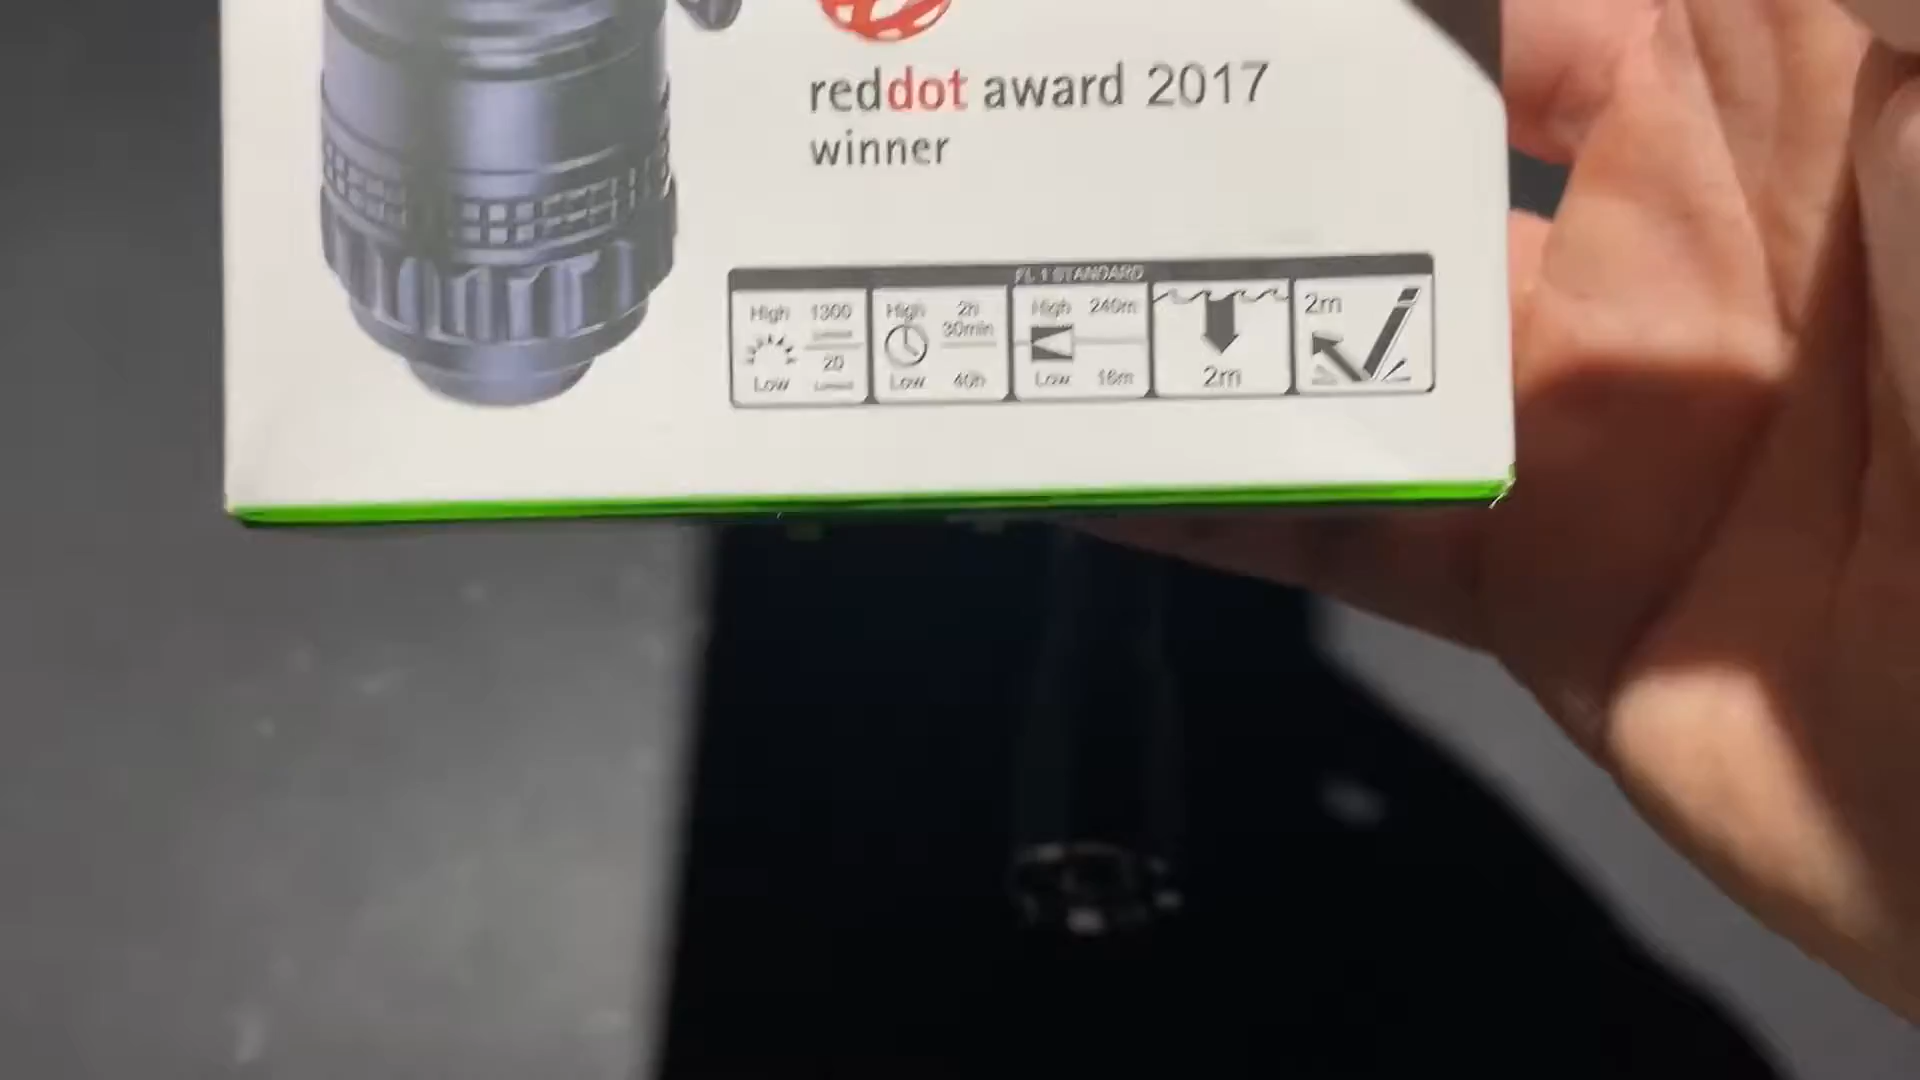 reddot award 2017
winner
FL 1 STANDARD
High 1300
20
Low
High 2h
30min
Low 40h
High 240m
Low 16m
2m
2m